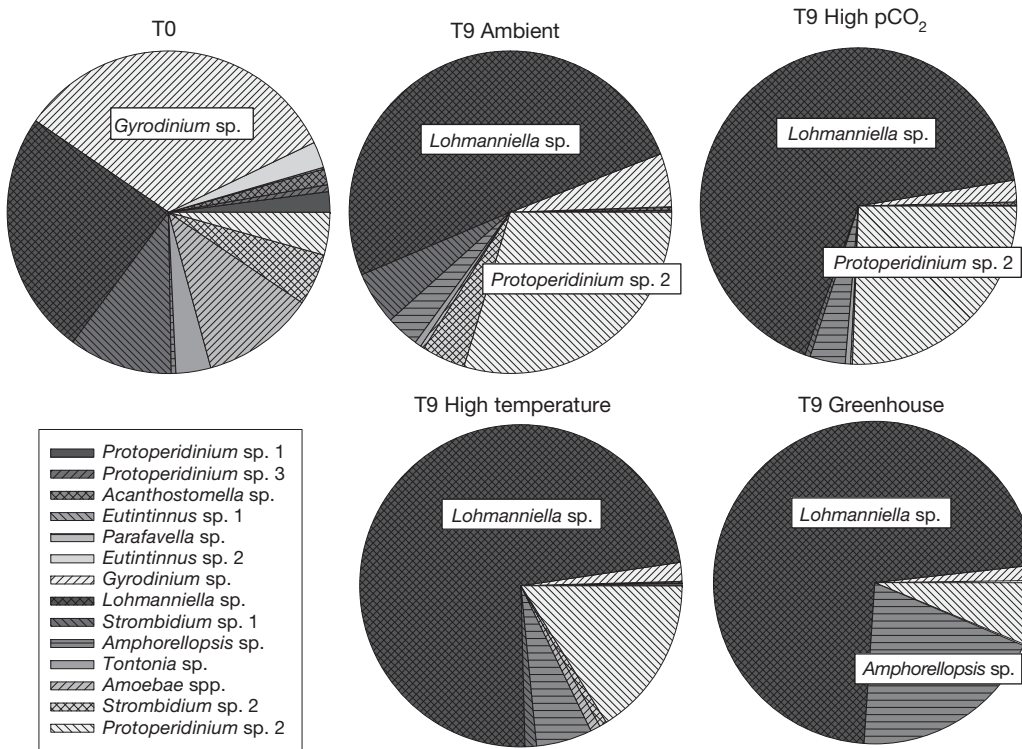 T0
T9 Ambient
T9 High pCO₂
Gyrodinium sp.
Lohmanniella sp.
Lohmanniella sp.
Protoperidinium sp. 2
Protoperidinium sp. 2
T9 High temperature
T9 Greenhouse
Lohmanniella sp.
Lohmanniella sp.
Amphorellopsis sp.
Protoperidinium sp. 1
Protoperidinium sp. 3
Acanthostomella sp.
Eutintinnus sp. 1
Parafavella sp.
Eutintinnus sp. 2
Gyrodinium sp.
Lohmanniella sp.
Strombidium sp. 1
Amphorellopsis sp.
Tontonia sp.
Amoebae spp.
Strombidium sp. 2
Protoperidinium sp. 2